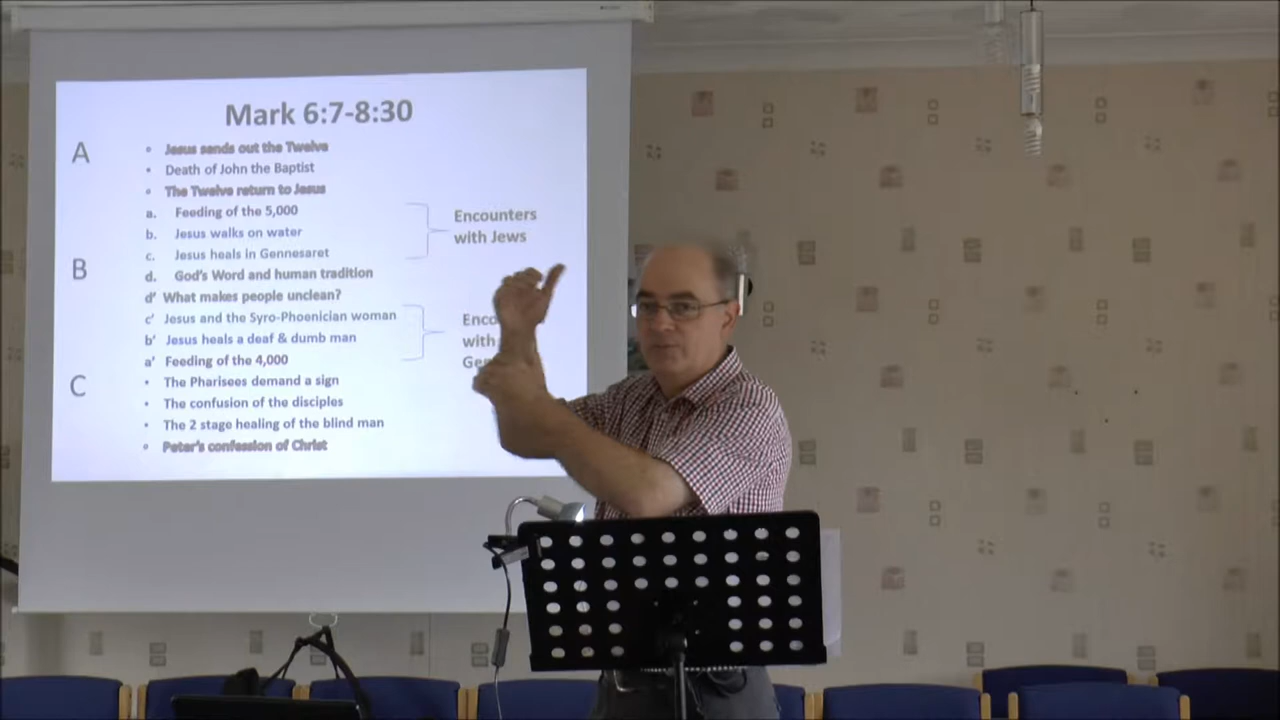 Mark 6:7-8:30
A
◦ Jesus sends out the Twelve
• Death of John the Baptist
◦ The Twelve return to Jesus
a. Feeding of the 5,000
b. Jesus walks on water
c. Jesus heals in Gennesaret
Encounters
with Jews
B
d. God's Word and human tradition
d' What makes people unclean?
c' Jesus and the Syro-Phoenician woman
b' Jesus heals a deaf & dumb man
a' Feeding of the 4,000
with
C
• The Pharisees demand a sign
• The confusion of the disciples
• The 2 stage healing of the blind man
◦ Peter's confession of Christ